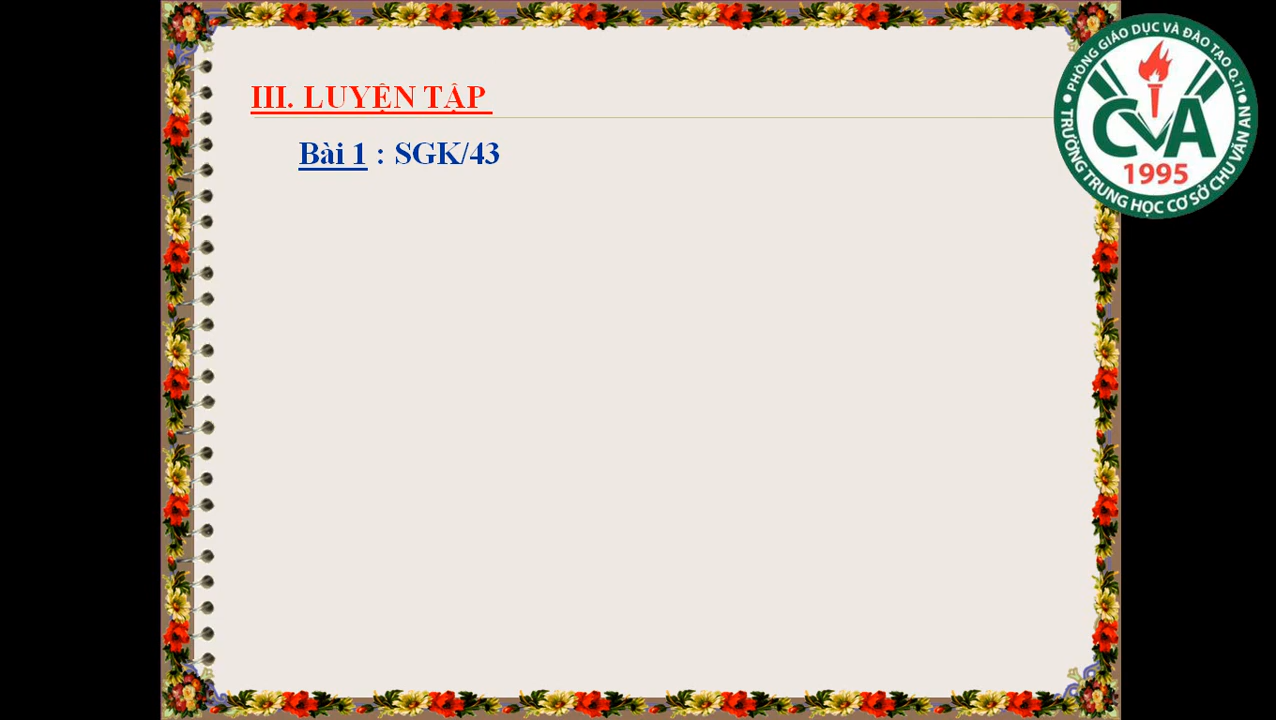 III. LUYỆN TẬP
Bài 1 : SGK/43
PHÒNG GIÁO DỤC VÀ ĐÀO TẠO Q.11
CVA
1995
TRƯỜNG TRUNG HỌC CƠ SỞ CHU VĂN AN